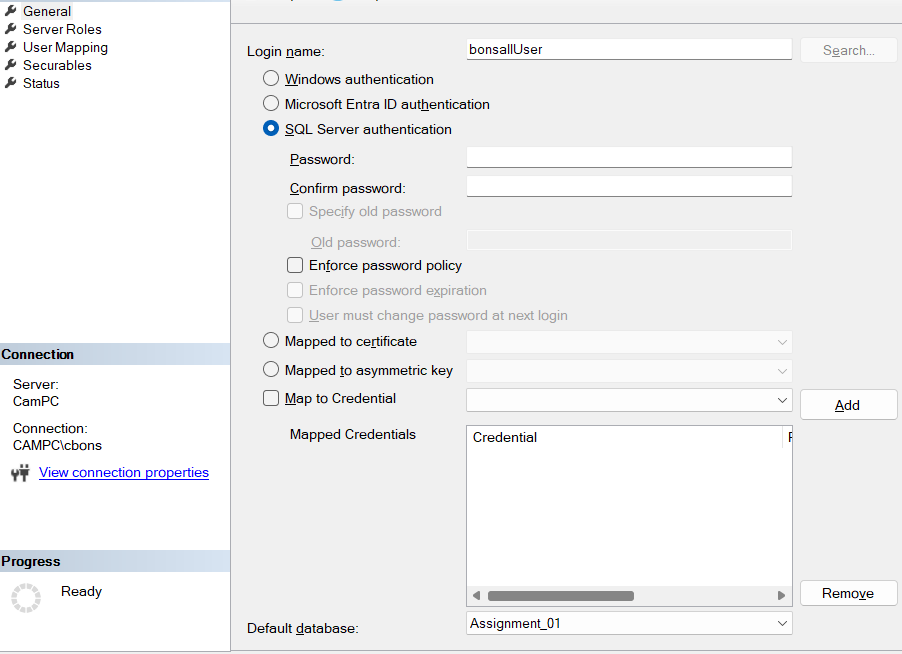 General
Server Roles
User Mapping
Securables
Status
Connection
Server:
CamPC
Connection:
CAMPC\cbons
View connection properties
Progress
Ready
Login name:
bonsallUser
Search...
Windows authentication
Microsoft Entra ID authentication
SQL Server authentication
Password:
Confirm password:
Specify old password
Old password:
Enforce password policy
Enforce password expiration
User must change password at next login
Mapped to certificate
Mapped to asymmetric key
Map to Credential
Add
Mapped Credentials
Credential
Remove
Default database:
Assignment_01